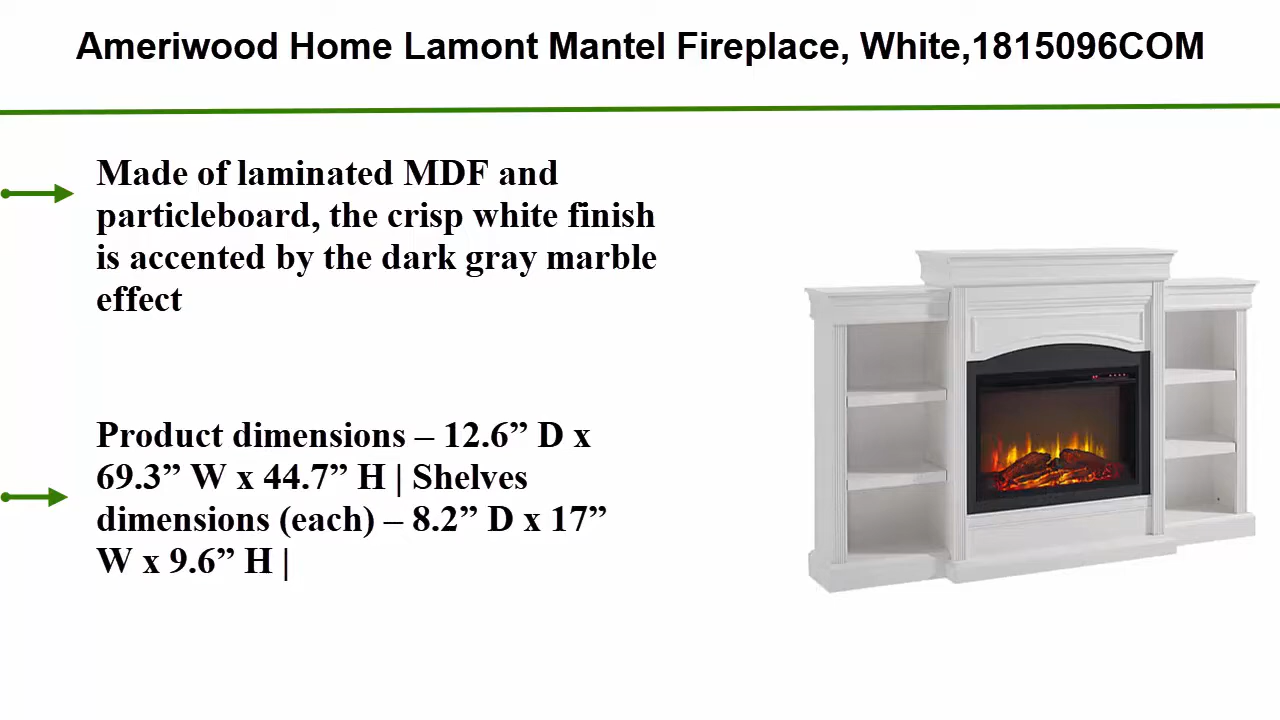 Ameriwood Home Lamont Mantel Fireplace, White,1815096COM
Made of laminated MDF and
particleboard, the crisp white finish
is accented by the dark gray marble
effect
Product dimensions – 12.6” D x
69.3” W x 44.7” H | Shelves
dimensions (each) – 8.2” D x 17”
W x 9.6” H |